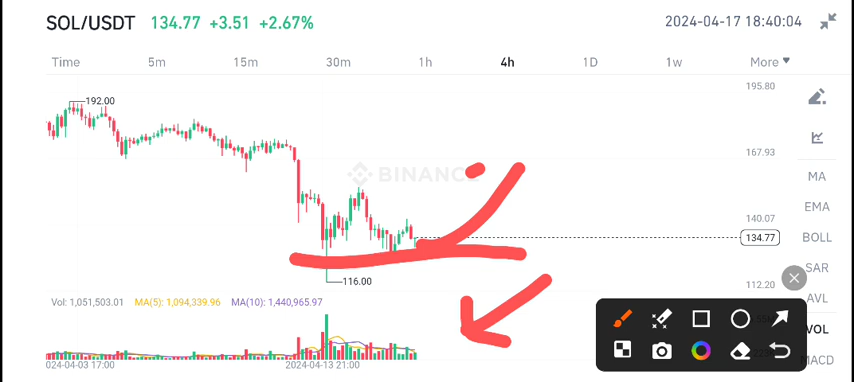 SOL/USDT 134.77 +3.51 +2.67% 2024-04-17 18:40:04
Time 5m 15m 30m 1h 4h 1D 1w More
195.80
192.00
167.93
BINANC
MA
EMA
140.07
134.77
BOLL
SAR
112.20
116.00
AVL
Vol: 1,051,503.01 MA(5): 1,094,339.96 MA(10): 1,440,965.97
VOL
MACD
024-04-03 17:00 2024-04-13 21:00